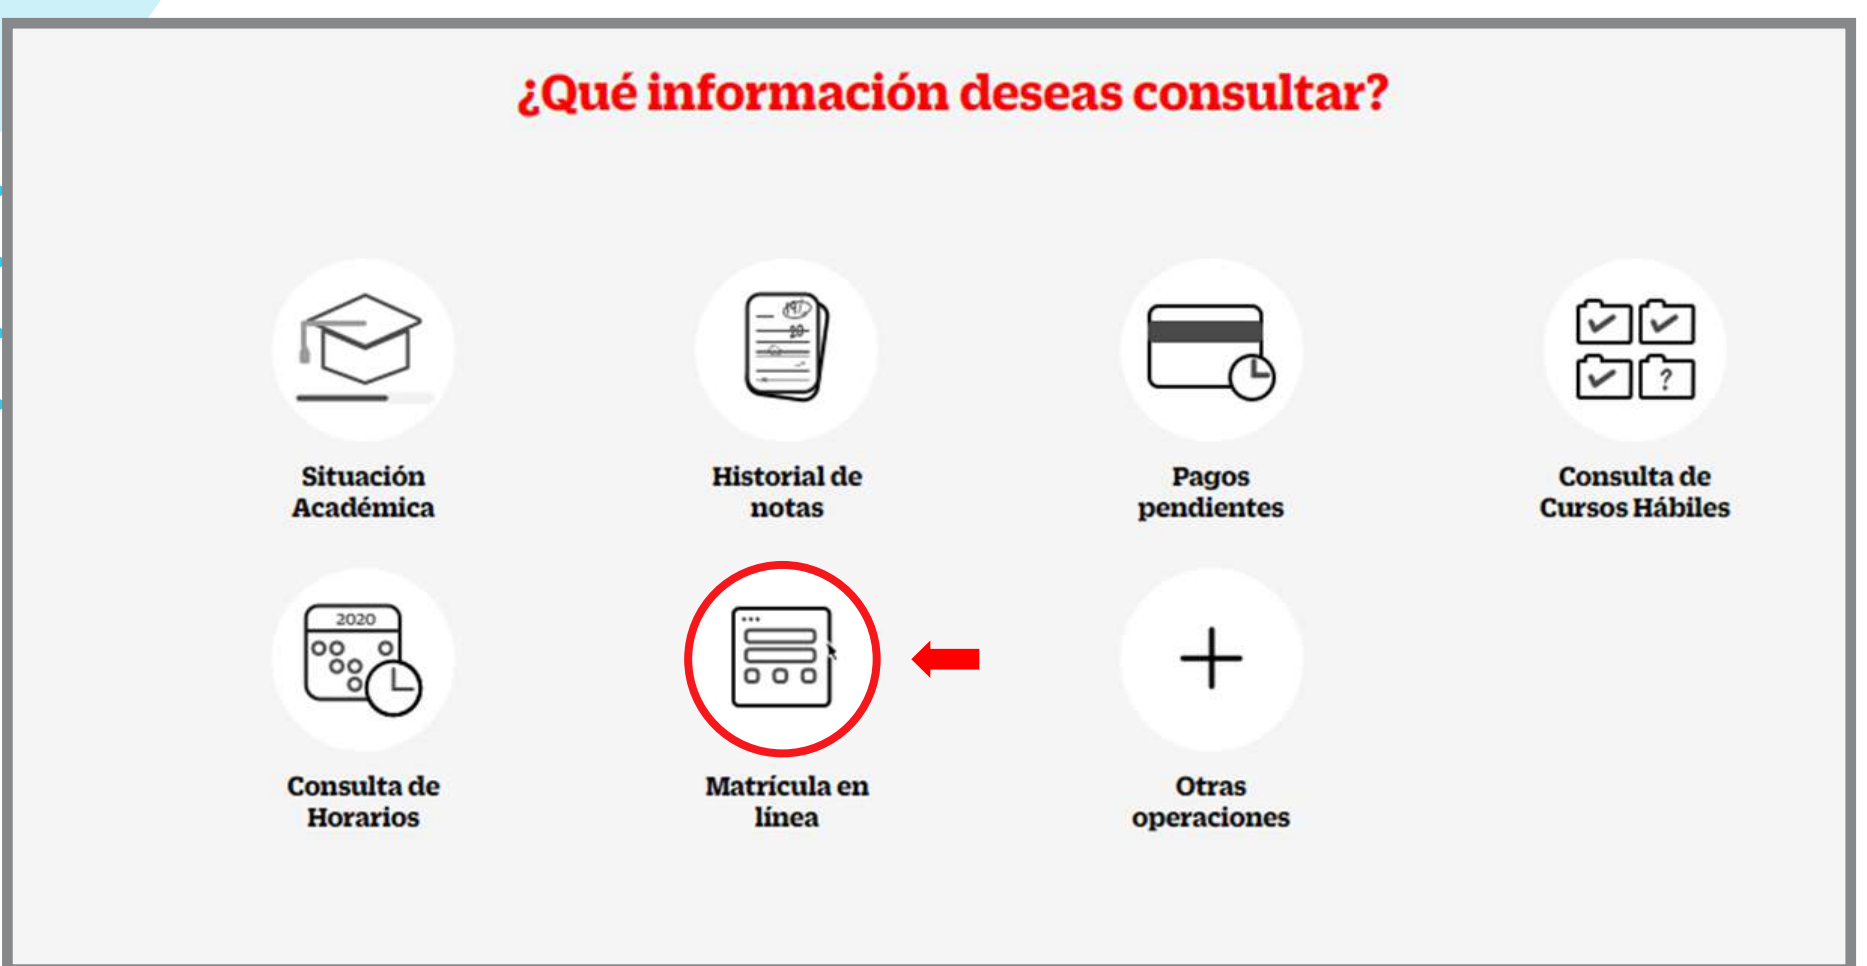 ¿Qué información deseas consultar?
Situación
Académica
Historial de
notas
Pagos
pendientes
Consulta de
Cursos Hábiles
?
2020
Consulta de
Horarios
Matrícula en
línea
Otras
operaciones